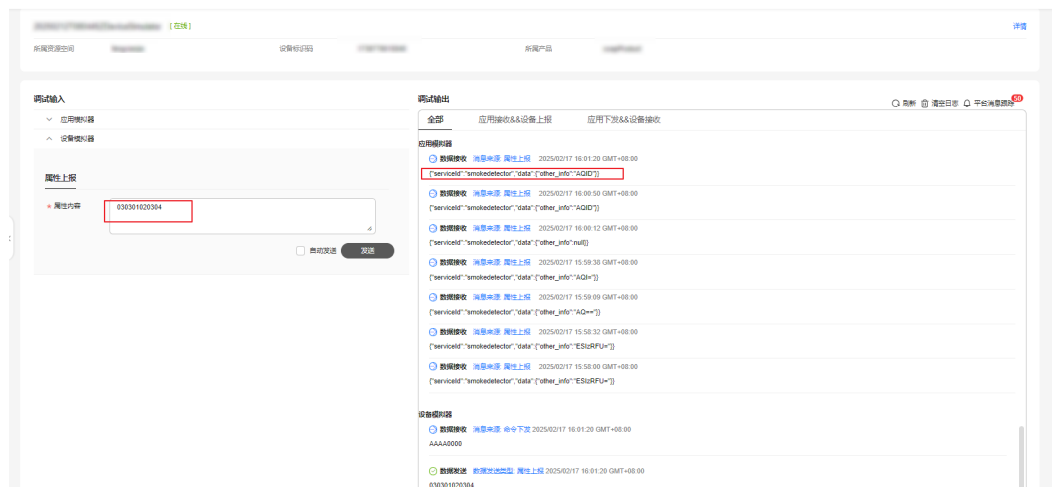 [在线]
详情
所属资源空间
设备标识码
所属产品
调试输入
应用模拟器
设备模拟器
属性上报
* 属性内容
030301020304
自动发送 发送
调试输出
刷新 清空日志 平台消息跟踪 50
全部 应用接收&&设备上报 应用下发&&设备接收
应用模拟器
数据接收 消息来源: 属性上报 2025/02/17 16:01:20 GMT+08:00
{"serviceId":"smokedetector","data":{"other_info":"AQID"}}
数据接收 消息来源: 属性上报 2025/02/17 16:00:50 GMT+08:00
{"serviceId":"smokedetector","data":{"other_info":"AQID"}}
数据接收 消息来源: 属性上报 2025/02/17 16:00:12 GMT+08:00
{"serviceId":"smokedetector","data":{"other_info":null}}
数据接收 消息来源: 属性上报 2025/02/17 15:59:38 GMT+08:00
{"serviceId":"smokedetector","data":{"other_info":"AQI="}}
数据接收 消息来源: 属性上报 2025/02/17 15:59:09 GMT+08:00
{"serviceId":"smokedetector","data":{"other_info":"AQ=="}}
数据接收 消息来源: 属性上报 2025/02/17 15:58:32 GMT+08:00
{"serviceId":"smokedetector","data":{"other_info":"ESIzRFU="}}
数据接收 消息来源: 属性上报 2025/02/17 15:58:00 GMT+08:00
{"serviceId":"smokedetector","data":{"other_info":"ESIzRFU="}}
设备模拟器
数据接收 消息来源: 命令下发 2025/02/17 16:01:20 GMT+08:00
AAAA0000
数据发送 数据发送类型: 属性上报 2025/02/17 16:01:20 GMT+08:00
030301020304